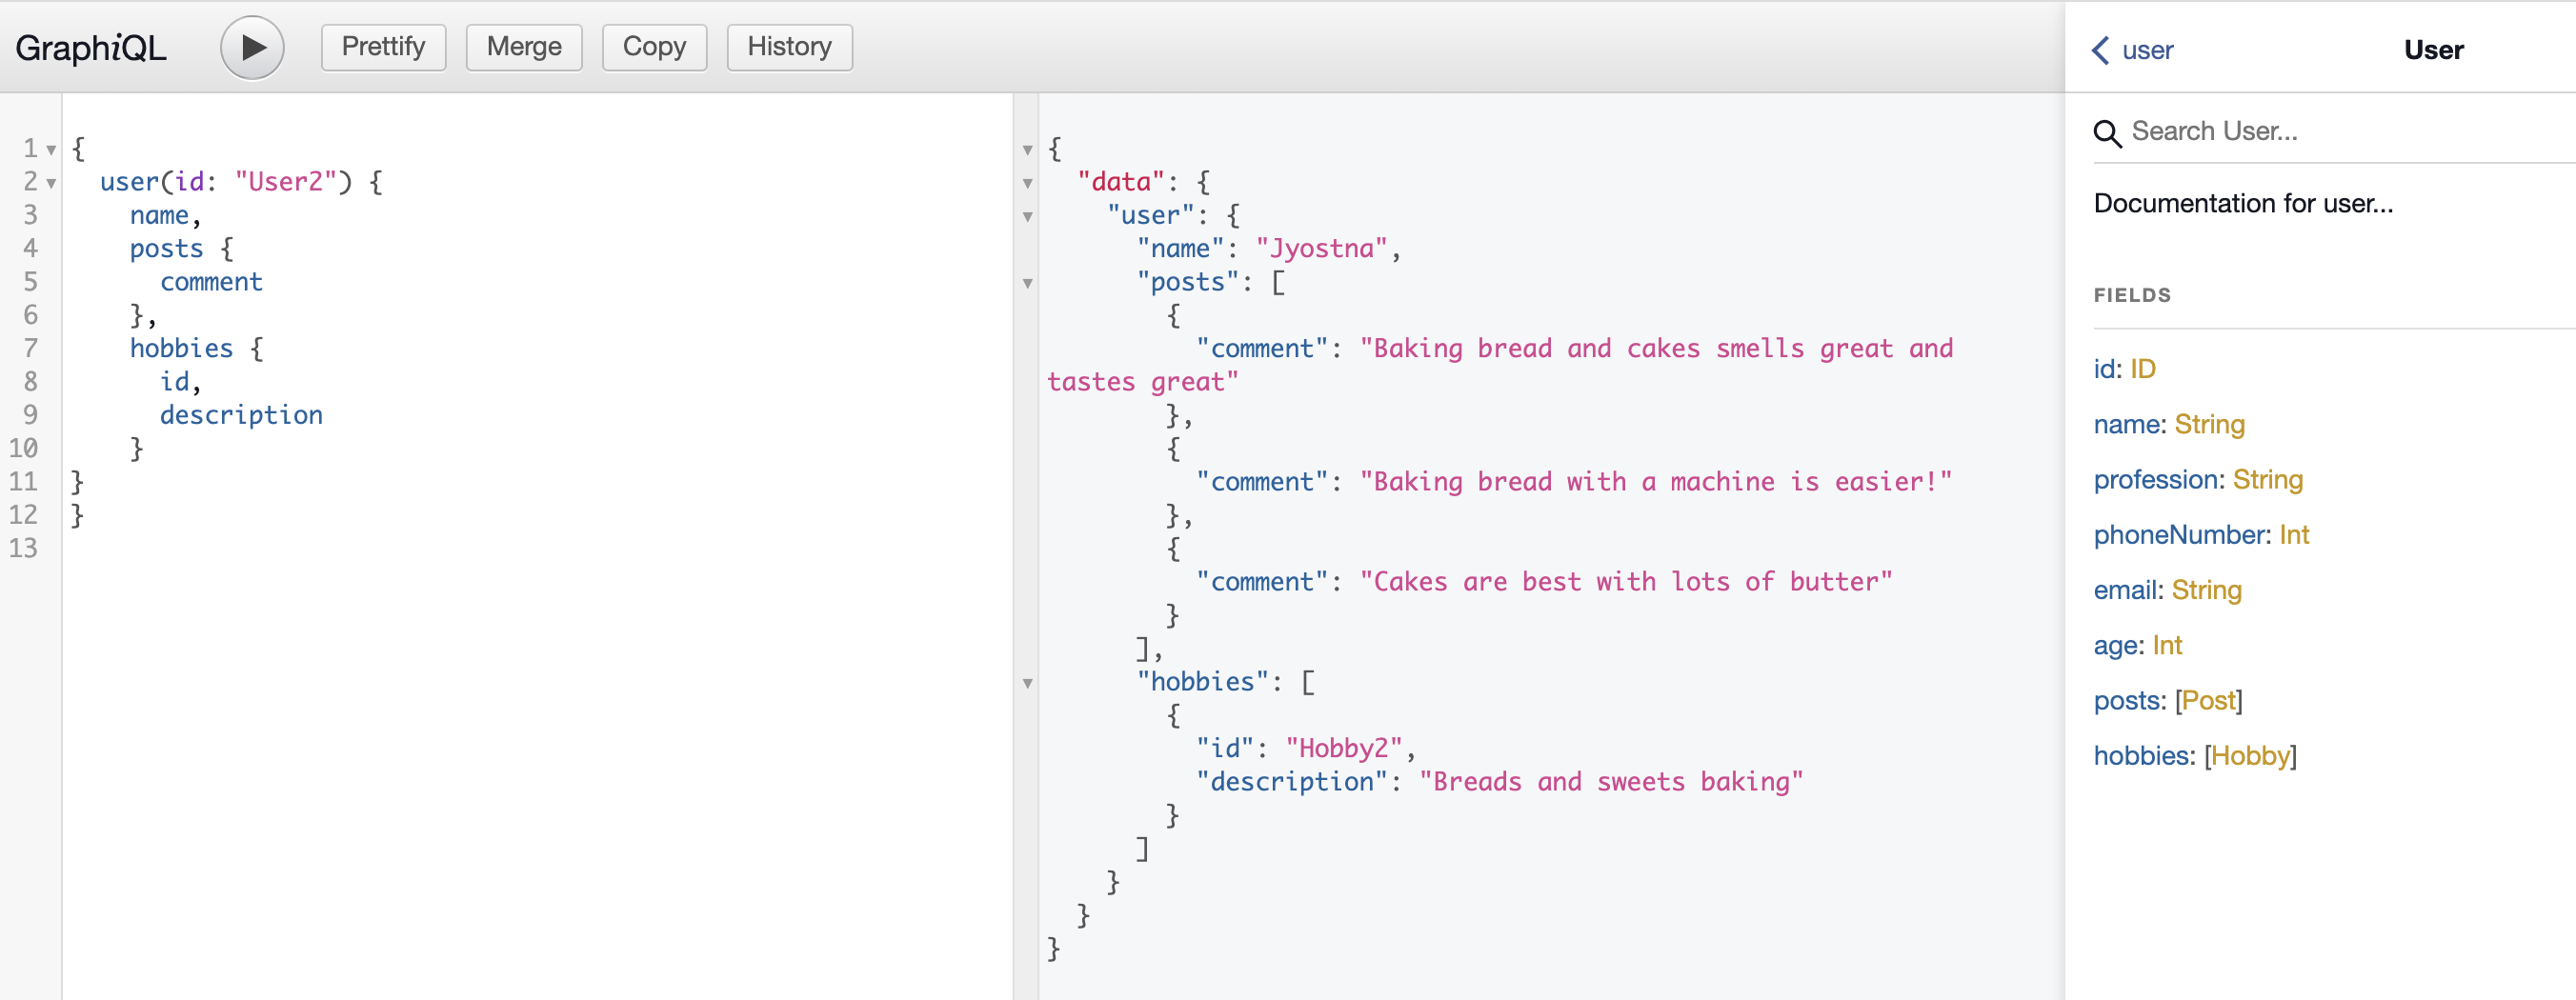 GraphiQL Prettify Merge Copy History
1 {
2 user(id: "User2") {
3 name,
4 posts {
5 comment
6 },
7 hobbies {
8 id,
9 description
10 }
11 }
12 }
13
{
"data": {
"user": {
"name": "Jyostna",
"posts": [
{
"comment": "Baking bread and cakes smells great and
tastes great"
},
{
"comment": "Baking bread with a machine is easier!"
},
{
"comment": "Cakes are best with lots of butter"
}
],
"hobbies": [
{
"id": "Hobby2",
"description": "Breads and sweets baking"
}
]
}
}
}
user User
Search User...
Documentation for user...
FIELDS
id: ID
name: String
profession: String
phoneNumber: Int
email: String
age: Int
posts: [Post]
hobbies: [Hobby]